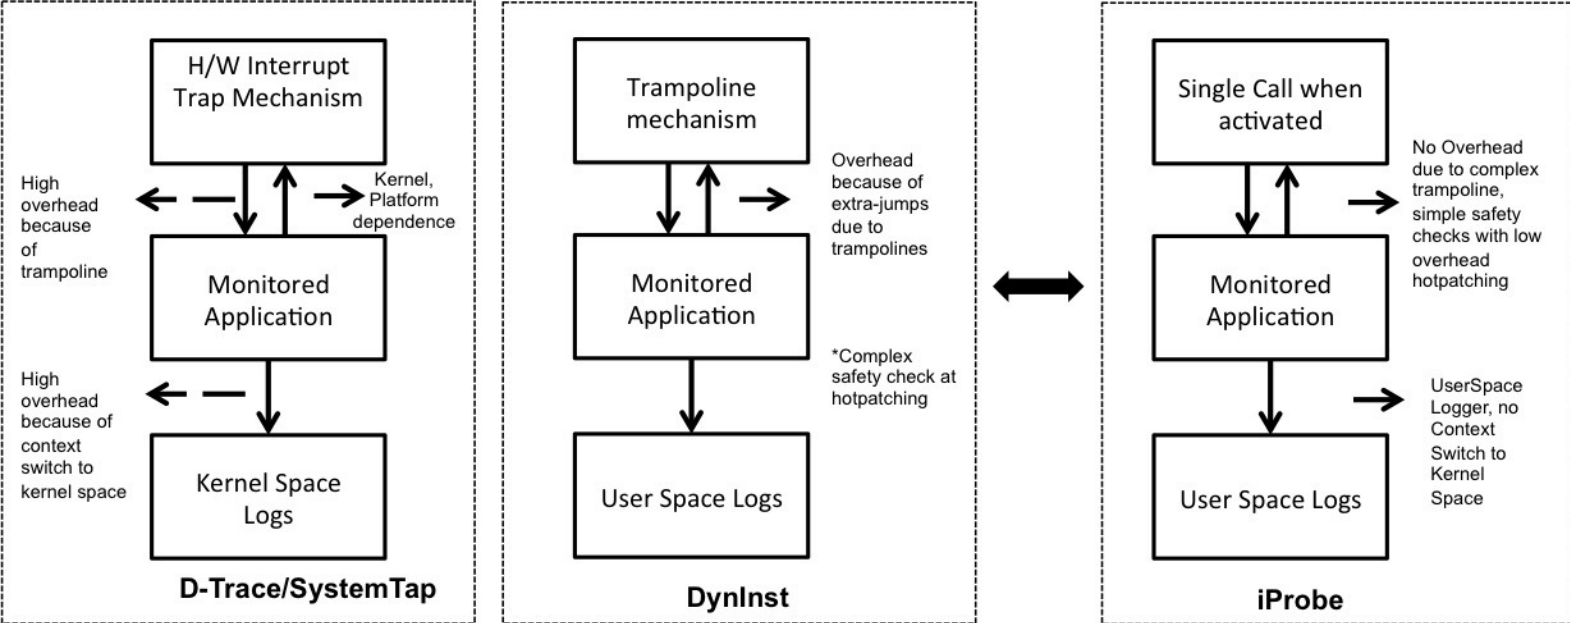 H/W Interrupt
Trap Mechanism
High
overhead
because
of
trampoline
Kernel,
Platform
dependence
Monitored
Application
High
overhead
because of
context
switch to
kernel space
Kernel Space
Logs
D-Trace/SystemTap
Trampoline
mechanism
Overhead
because of
extra-jumps
due to
trampolines
Monitored
Application
*Complex
safety check at
hotpatching
User Space Logs
DynInst
Single Call when
activated
No Overhead
due to complex
trampoline,
simple safety
checks with low
overhead
hotpatching
Monitored
Application
UserSpace
Logger, no
Context
Switch to
Kernel
Space
User Space Logs
iProbe